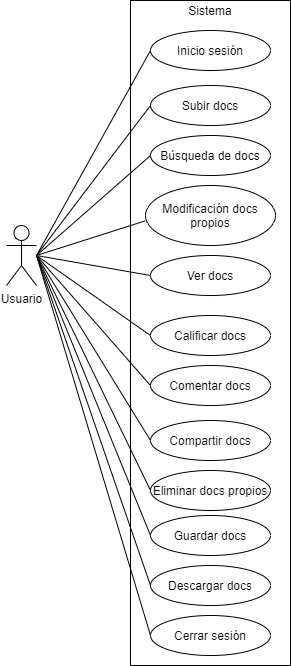 Sistema
Inicio sesión
Subir docs
Búsqueda de docs
Modificación docs
propios
Ver docs
Usuario
Calificar docs
Comentar docs
Compartir docs
Eliminar docs propios
Guardar docs
Descargar docs
Cerrar sesión